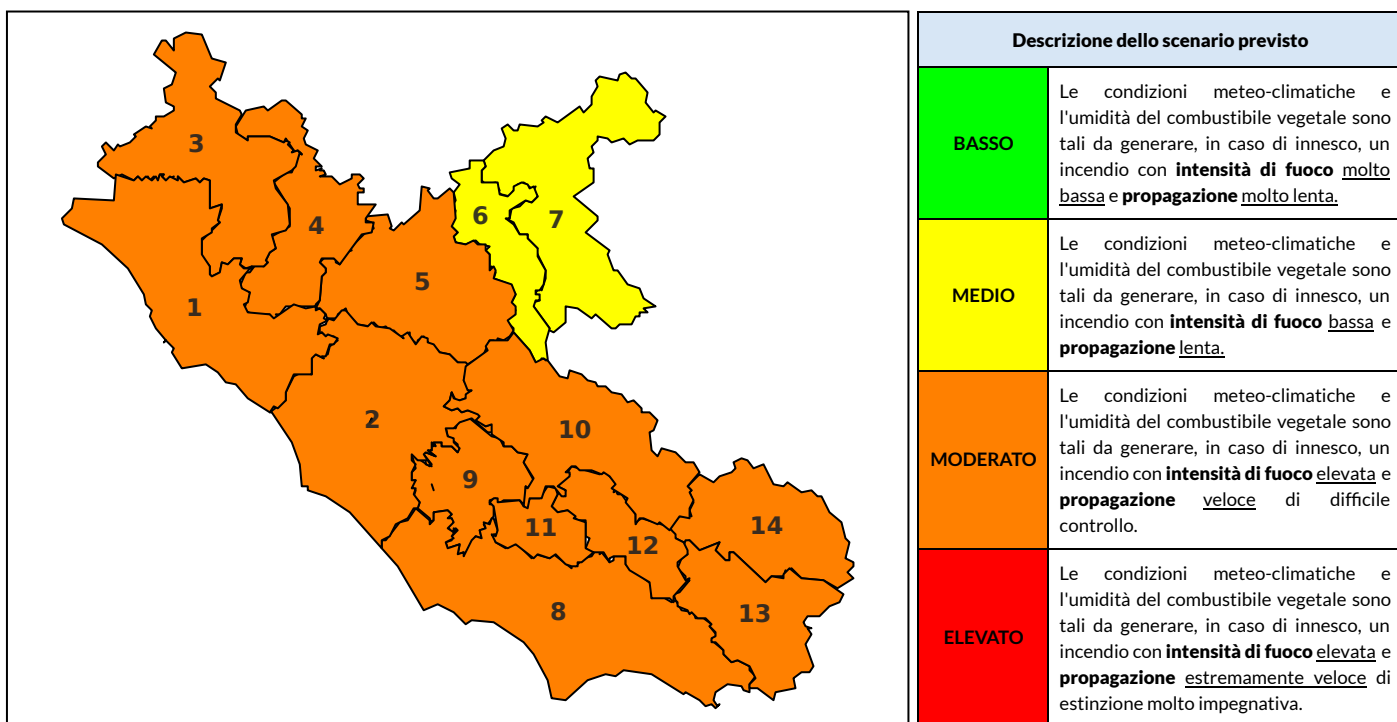 3
4
6
7
5
1
2
10
9
11
12
14
8
13
Descrizione dello scenario previsto
BASSO
Le condizioni meteo-climatiche e
l'umidità del combustibile vegetale sono
tali da generare, in caso di innesco, un
incendio con intensità di fuoco molto
bassa e propagazione molto lenta.
MEDIO
Le condizioni meteo-climatiche e
l'umidità del combustibile vegetale sono
tali da generare, in caso di innesco, un
incendio con intensità di fuoco bassa e
propagazione lenta.
MODERATO
Le condizioni meteo-climatiche e
l'umidità del combustibile vegetale sono
tali da generare, in caso di innesco, un
incendio con intensità di fuoco elevata e
propagazione veloce di difficile
controllo.
ELEVATO
Le condizioni meteo-climatiche e
l'umidità del combustibile vegetale sono
tali da generare, in caso di innesco, un
incendio con intensità di fuoco elevata e
propagazione estremamente veloce di
estinzione molto impegnativa.